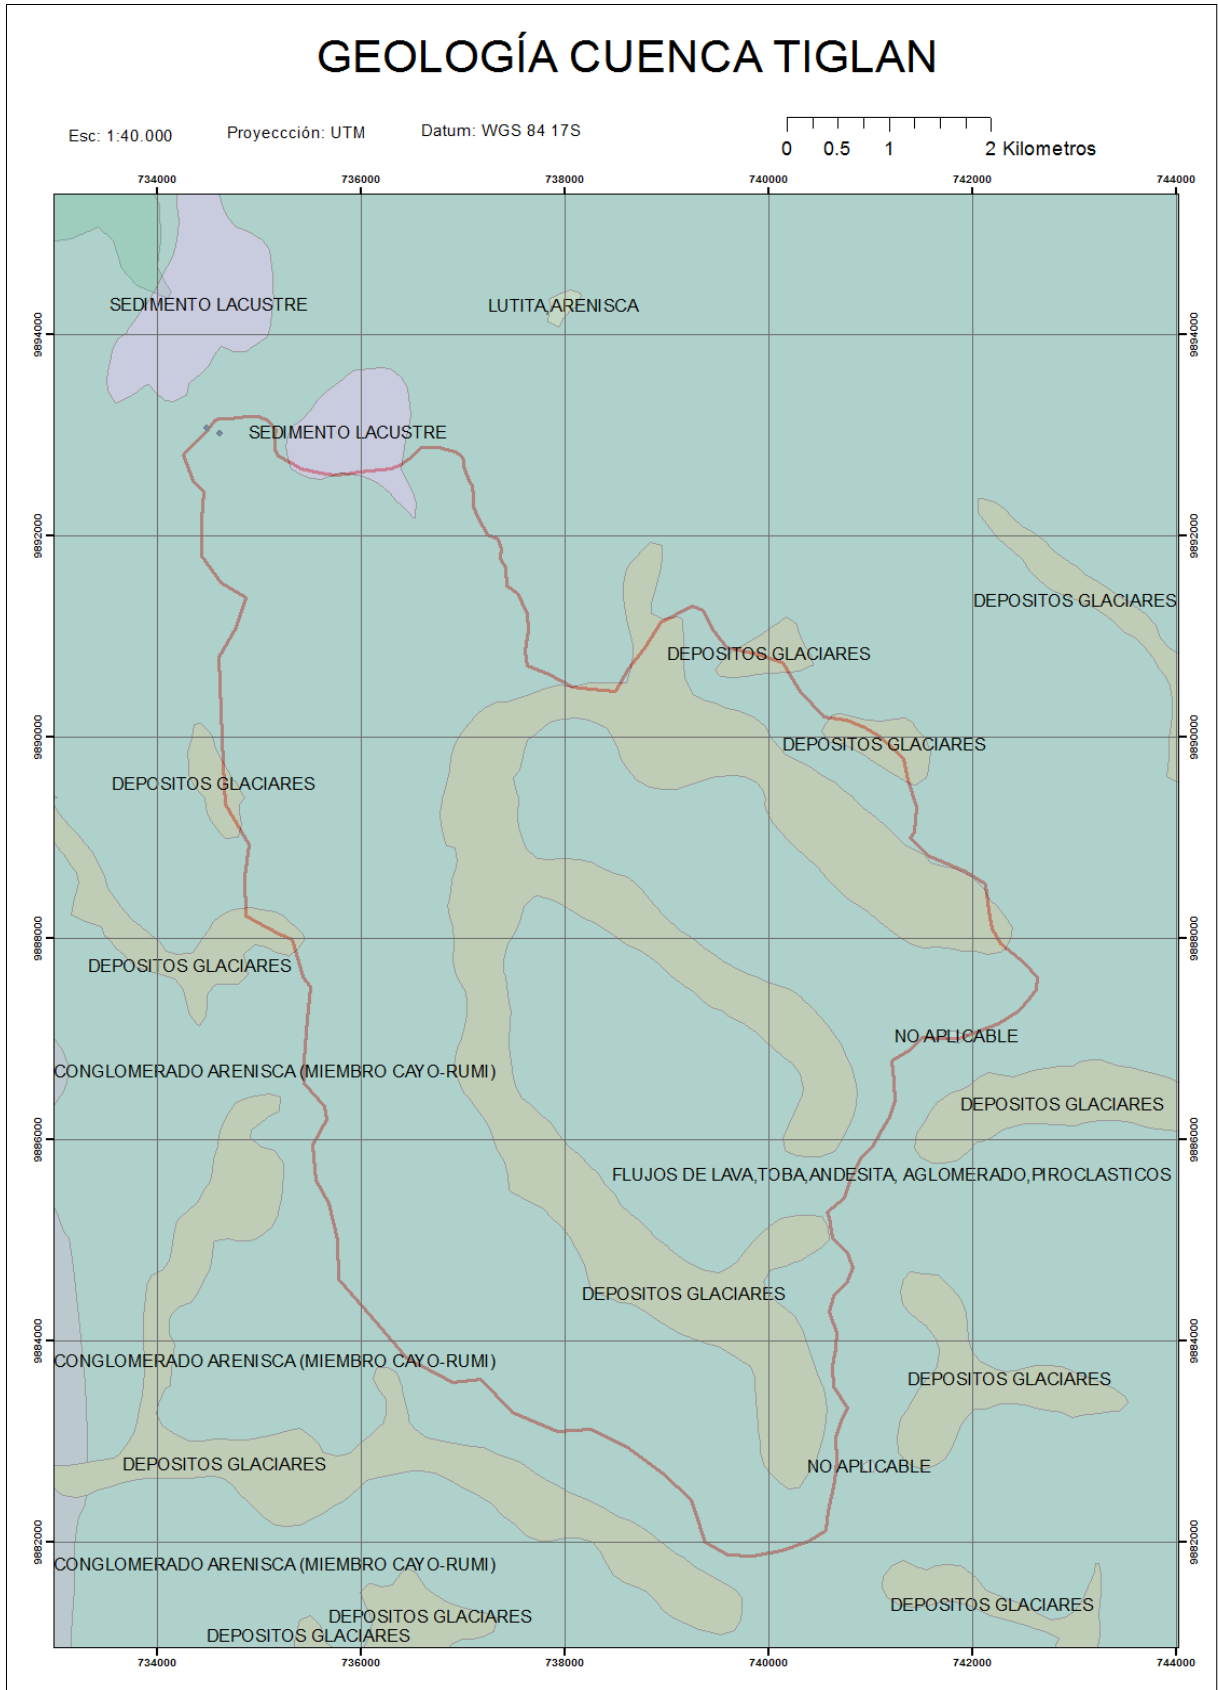 GEOLOGÍA CUENCA TIGLAN
Esc: 1:40.000 Proyeccción: UTM Datum: WGS 84 17S
0 0.5 1 2 Kilometros
734000 736000 738000 740000 742000 744000
SEDIMENTO LACUSTRE LUTITA,ARENISCA
9894000 9894000
SEDIMENTO LACUSTRE
9892000 9892000
DEPOSITOS GLACIARES
DEPOSITOS GLACIARES
9890000 9890000
DEPOSITOS GLACIARES
DEPOSITOS GLACIARES
9888000 9888000
DEPOSITOS GLACIARES
NO APLICABLE
CONGLOMERADO ARENISCA (MIEMBRO CAYO-RUMI)
DEPOSITOS GLACIARES
9886000 9886000
FLUJOS DE LAVA,TOBA,ANDESITA, AGLOMERADO,PIROCLASTICOS
DEPOSITOS GLACIARES
9884000 9884000
CONGLOMERADO ARENISCA (MIEMBRO CAYO-RUMI)
DEPOSITOS GLACIARES
DEPOSITOS GLACIARES
NO APLICABLE
9882000 9882000
CONGLOMERADO ARENISCA (MIEMBRO CAYO-RUMI)
DEPOSITOS GLACIARES
DEPOSITOS GLACIARES
DEPOSITOS GLACIARES
734000 736000 738000 740000 742000 744000